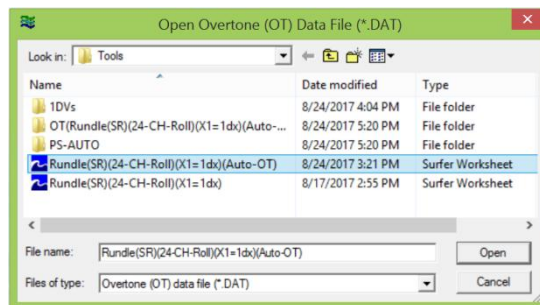 Open Overtone (OT) Data File (*.DAT)
Look in: Tools
Name Date modified Type
1DVs 8/24/2017 4:04 PM File folder
OT(Rundle(SR)(24-CH-Roll)(X1=1dx)(Auto-... 8/24/2017 5:20 PM File folder
PS-AUTO 8/24/2017 5:20 PM File folder
Rundle(SR)(24-CH-Roll)(X1=1dx)(Auto-OT) 8/24/2017 3:21 PM Surfer Worksheet
Rundle(SR)(24-CH-Roll)(X1=1dx) 8/17/2017 2:55 PM Surfer Worksheet
File name: Rundle(SR)(24-CH-Roll)(X1=1dx)(Auto-OT) Open
Files of type: Overtone (OT) data file (*.DAT) Cancel